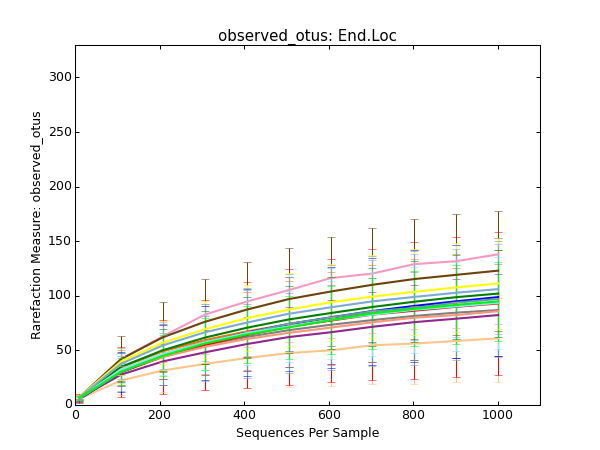 observed_otus: End.Loc
Rarefaction Measure: observed_otus
300
250
200
150
100
50
0
0 200 400 600 800 1000
Sequences Per Sample